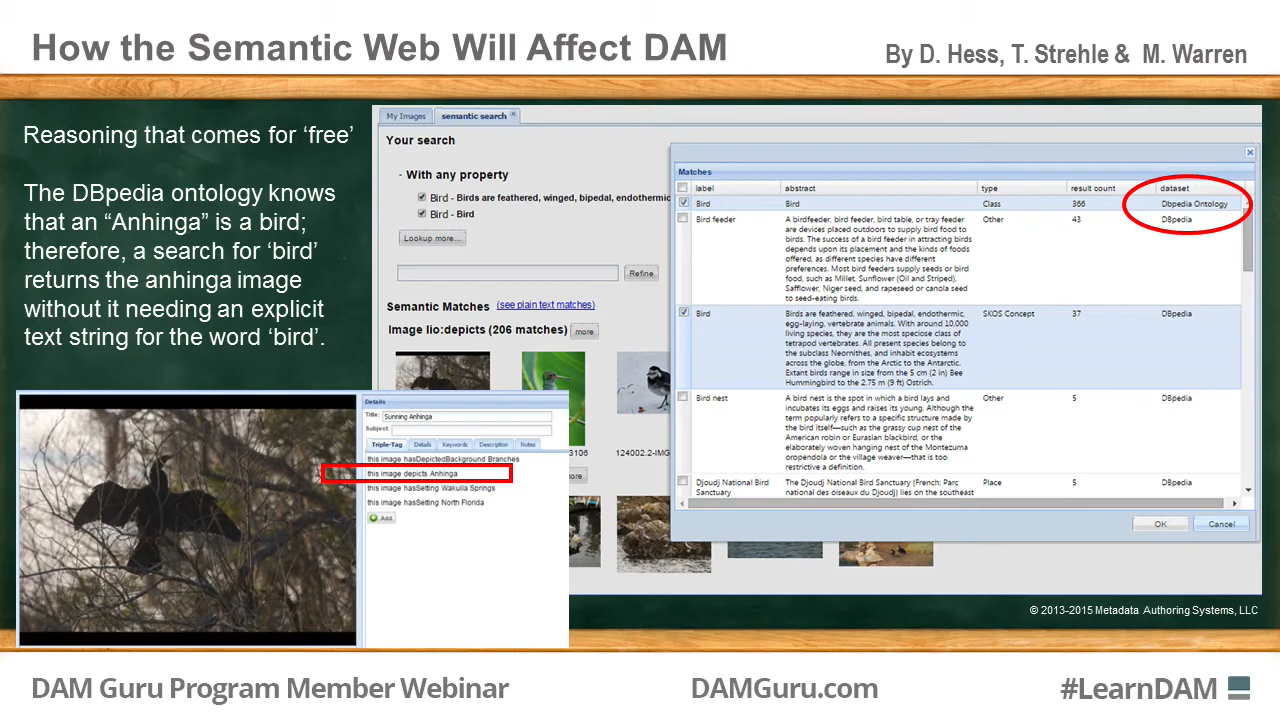 How the Semantic Web Will Affect DAM
By D. Hess, T. Strehle & M. Warren
Reasoning that comes for ‘free’
The DBpedia ontology knows
that an “Anhinga” is a bird;
therefore, a search for ‘bird’
returns the anhinga image
without it needing an explicit
text string for the word ‘bird’.
My Images
semantic search
Your search
- With any property
Bird - Birds are feathered, winged, bipedal, endothermic
Bird - Bird
Lookup more...
Refine
Semantic Matches (see plain text matches)
Image lio:depicts (206 matches) more
3106
124002.2-IMG
more
Matches
label abstract type result count dataset
Bird Bird Class 366 Dbpedia Ontology
Bird feeder A birdfeeder, bird feeder, bird table, or tray feeder Other 43 DBpedia
are devices placed outdoors to supply bird food to
birds. The success of a bird feeder in attracting birds
depends upon its placement and the kinds of foods
offered, as different species have different
preferences. Most bird feeders supply seeds or bird
food, such as Millet, Sunflower (Oil and Striped),
Safflower, Niger seed, and rapeseed or canola seed
to seed-eating birds.
Bird Birds are feathered, winged, bipedal, endothermic, SKOS Concept 37 DBpedia
egg-laying, vertebrate animals. With around 10,000
living species, they are the most speciose class of
tetrapod vertebrates. All present species belong to
the subclass Neornithes, and inhabit ecosystems
across the globe, from the Arctic to the Antarctic.
Extant birds range in size from the 5 cm (2 in) Bee
Hummingbird to the 2.75 m (9 ft) Ostrich.
Bird nest A bird nest is the spot in which a bird lays and Other 5 DBpedia
incubates its eggs and raises its young. Although the
term popularly refers to a specific structure made by
the bird itself—such as the grassy cup nest of the
American robin or Eurasian blackbird, or the
elaborately woven hanging nest of the Montezuma
oropendola or the village weaver—that is too
restrictive a definition.
Djoudj National Bird The Djoudj National Bird Sanctuary (French: Parc Place 5 DBpedia
Sanctuary national des oiseaux du Djoudj) lies on the southeast
OK Cancel
Details
Title: Sunning Anhinga
Subject:
Triple-Tag Details Keywords Description Notes
this image hasDepictedBackground Branches
this image depicts Anhinga
this image hasSetting Wakulla Springs
this image hasSetting North Florida
Add
© 2013-2015 Metadata Authoring Systems, LLC
DAM Guru Program Member Webinar
DAMGuru.com
#LearnDAM